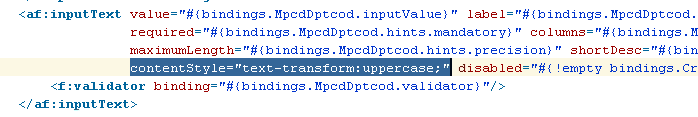 <af:inputText value="#{bindings.MpcdDptcod.inputValue}" label="#{bindings.MpcdDptcod.
required="#{bindings.MpcdDptcod.hints.mandatory}" columns="#{bindings.M
maximumLength="#{bindings.MpcdDptcod.hints.precision}" shortDesc="#{bin
contentStyle="text-transform:uppercase;" disabled="#{!empty bindings.Cr
<f:validator binding="#{bindings.MpcdDptcod.validator}"/>
</af:inputText>